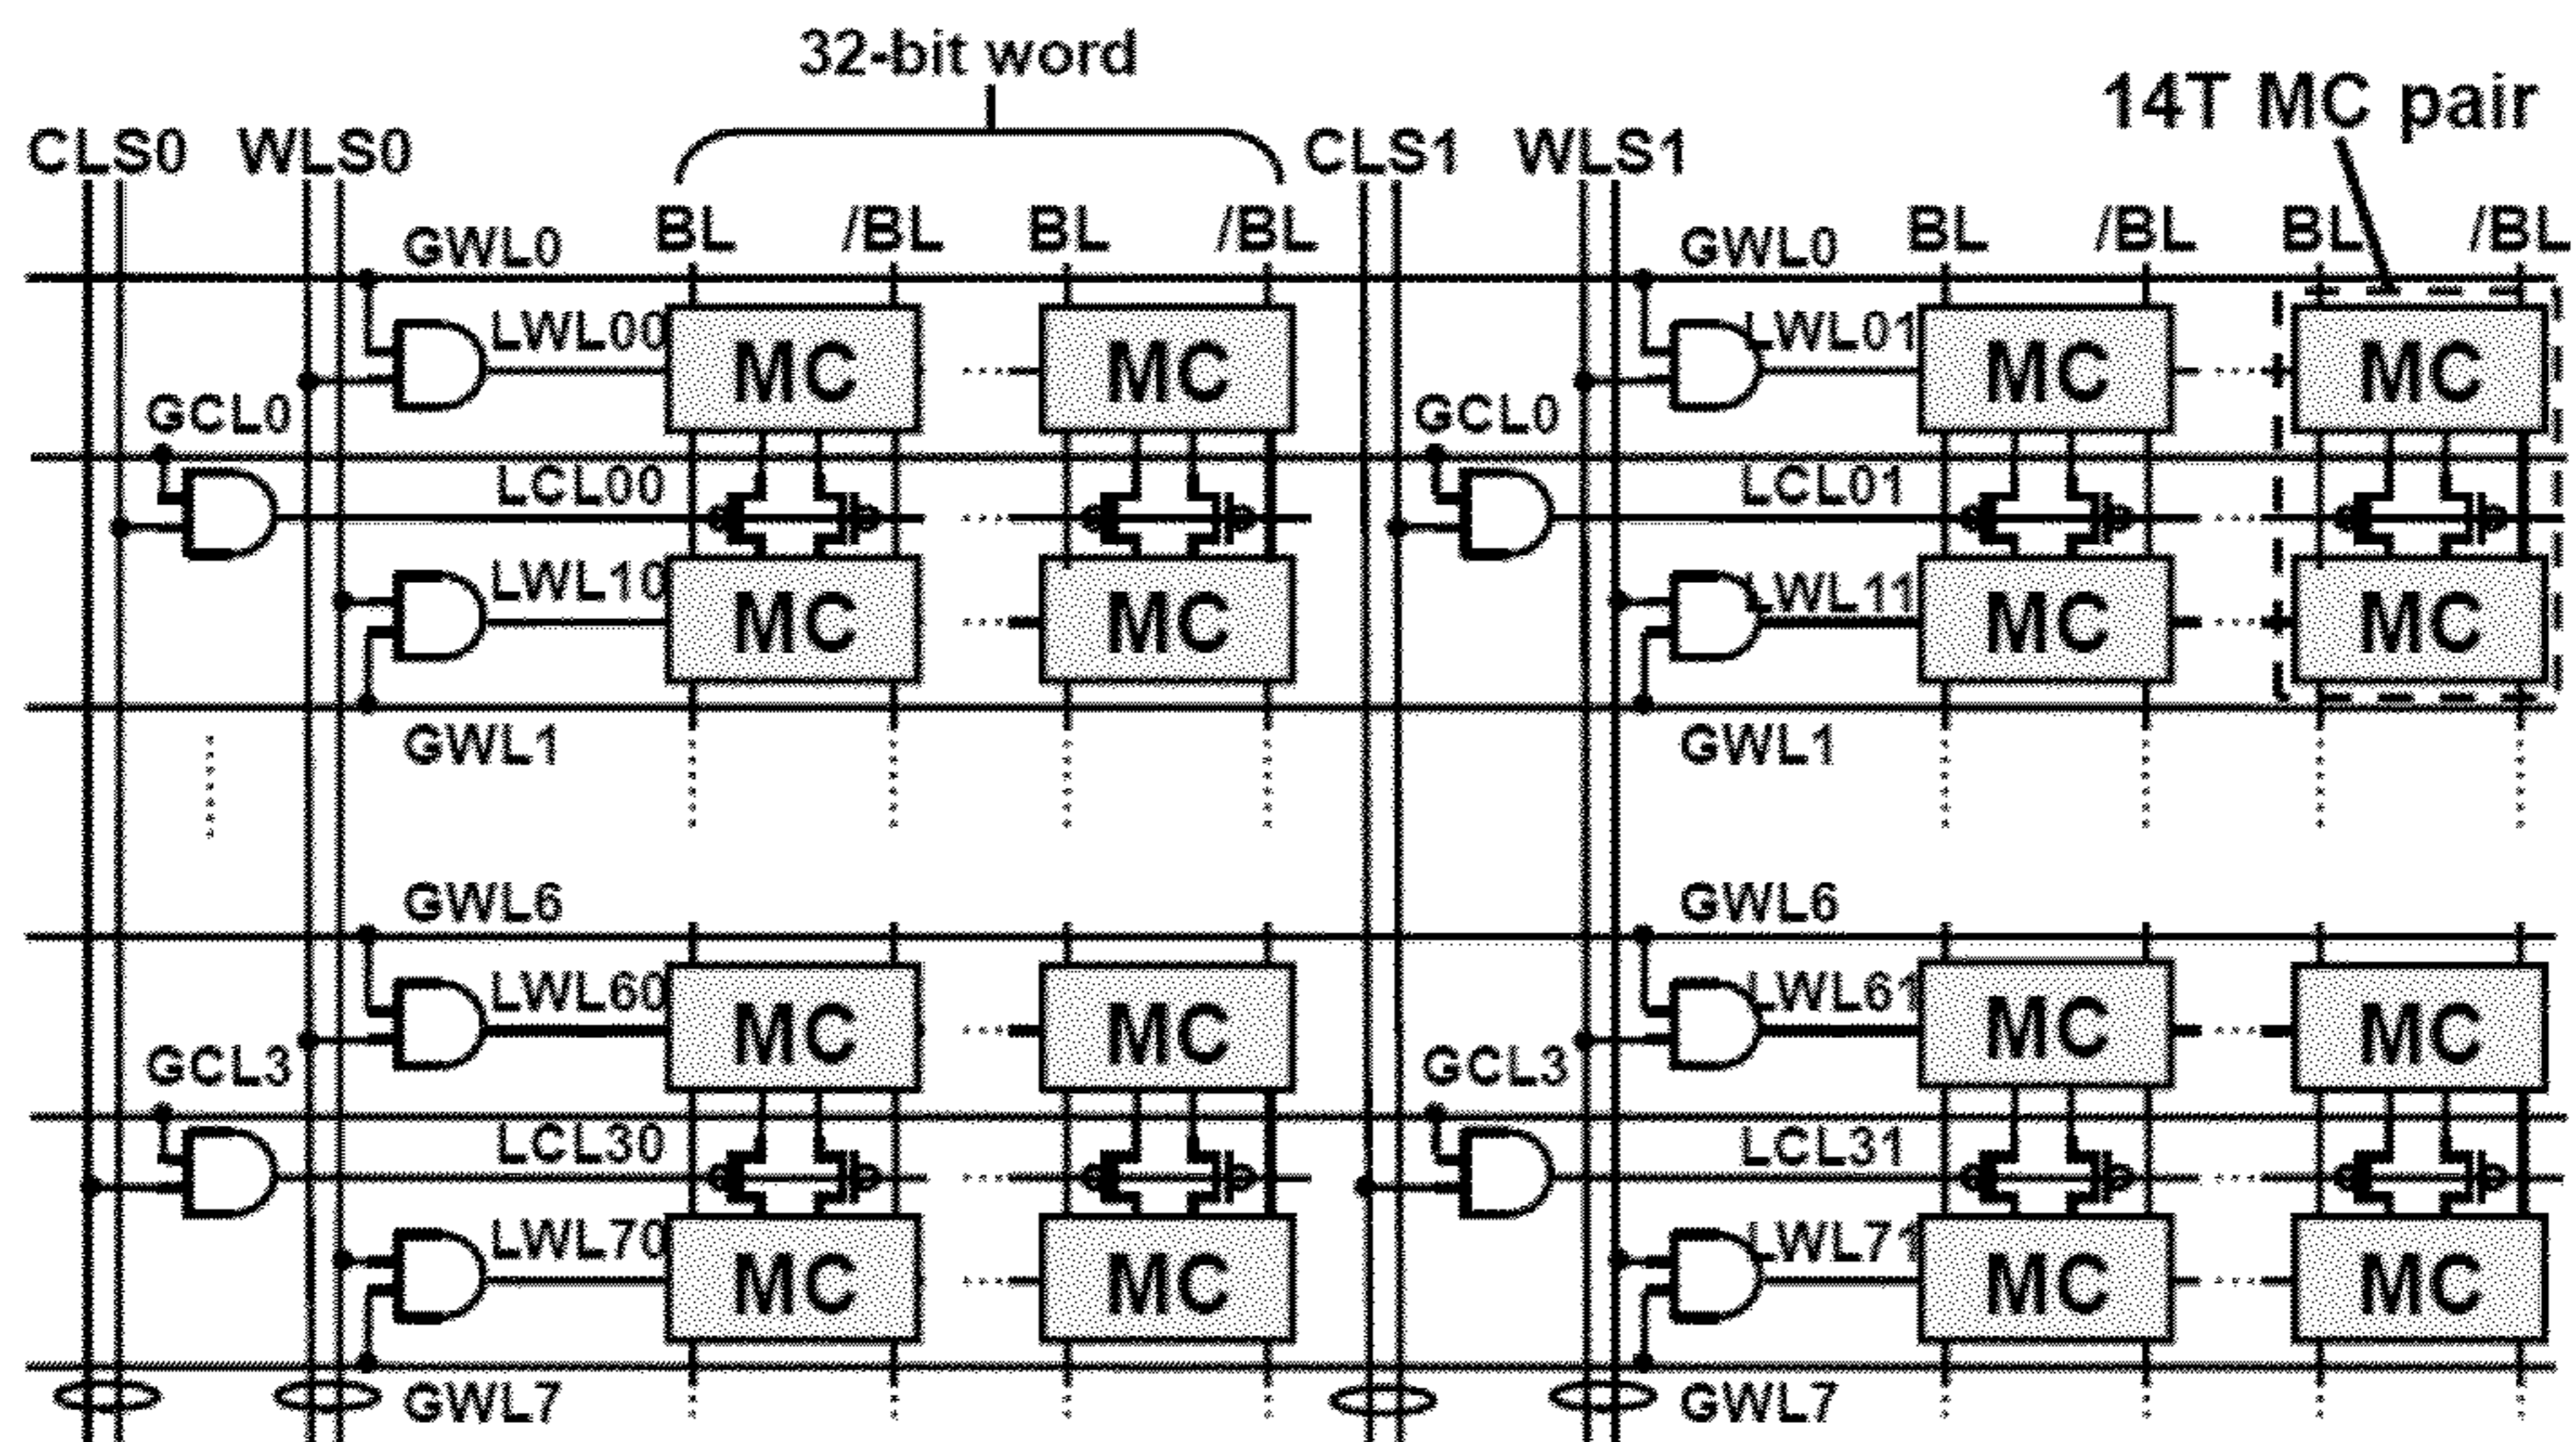 32-bit word
14T MC pair
CLS0 WLS0 CLS1 WLS1
BL /BL BL /BL BL /BL BL /BL
GWL0 GWL0
LWL00 LWL01
MC MC MC MC
GCL0 GCL0
LCL00 LCL01
LWL10 LWL11
MC MC MC MC
GWL1 GWL1
GWL6 GWL6
LWL60 LWL61
MC MC MC MC
GCL3 GCL3
LCL30 LCL31
LWL70 LWL71
MC MC MC MC
GWL7 GWL7